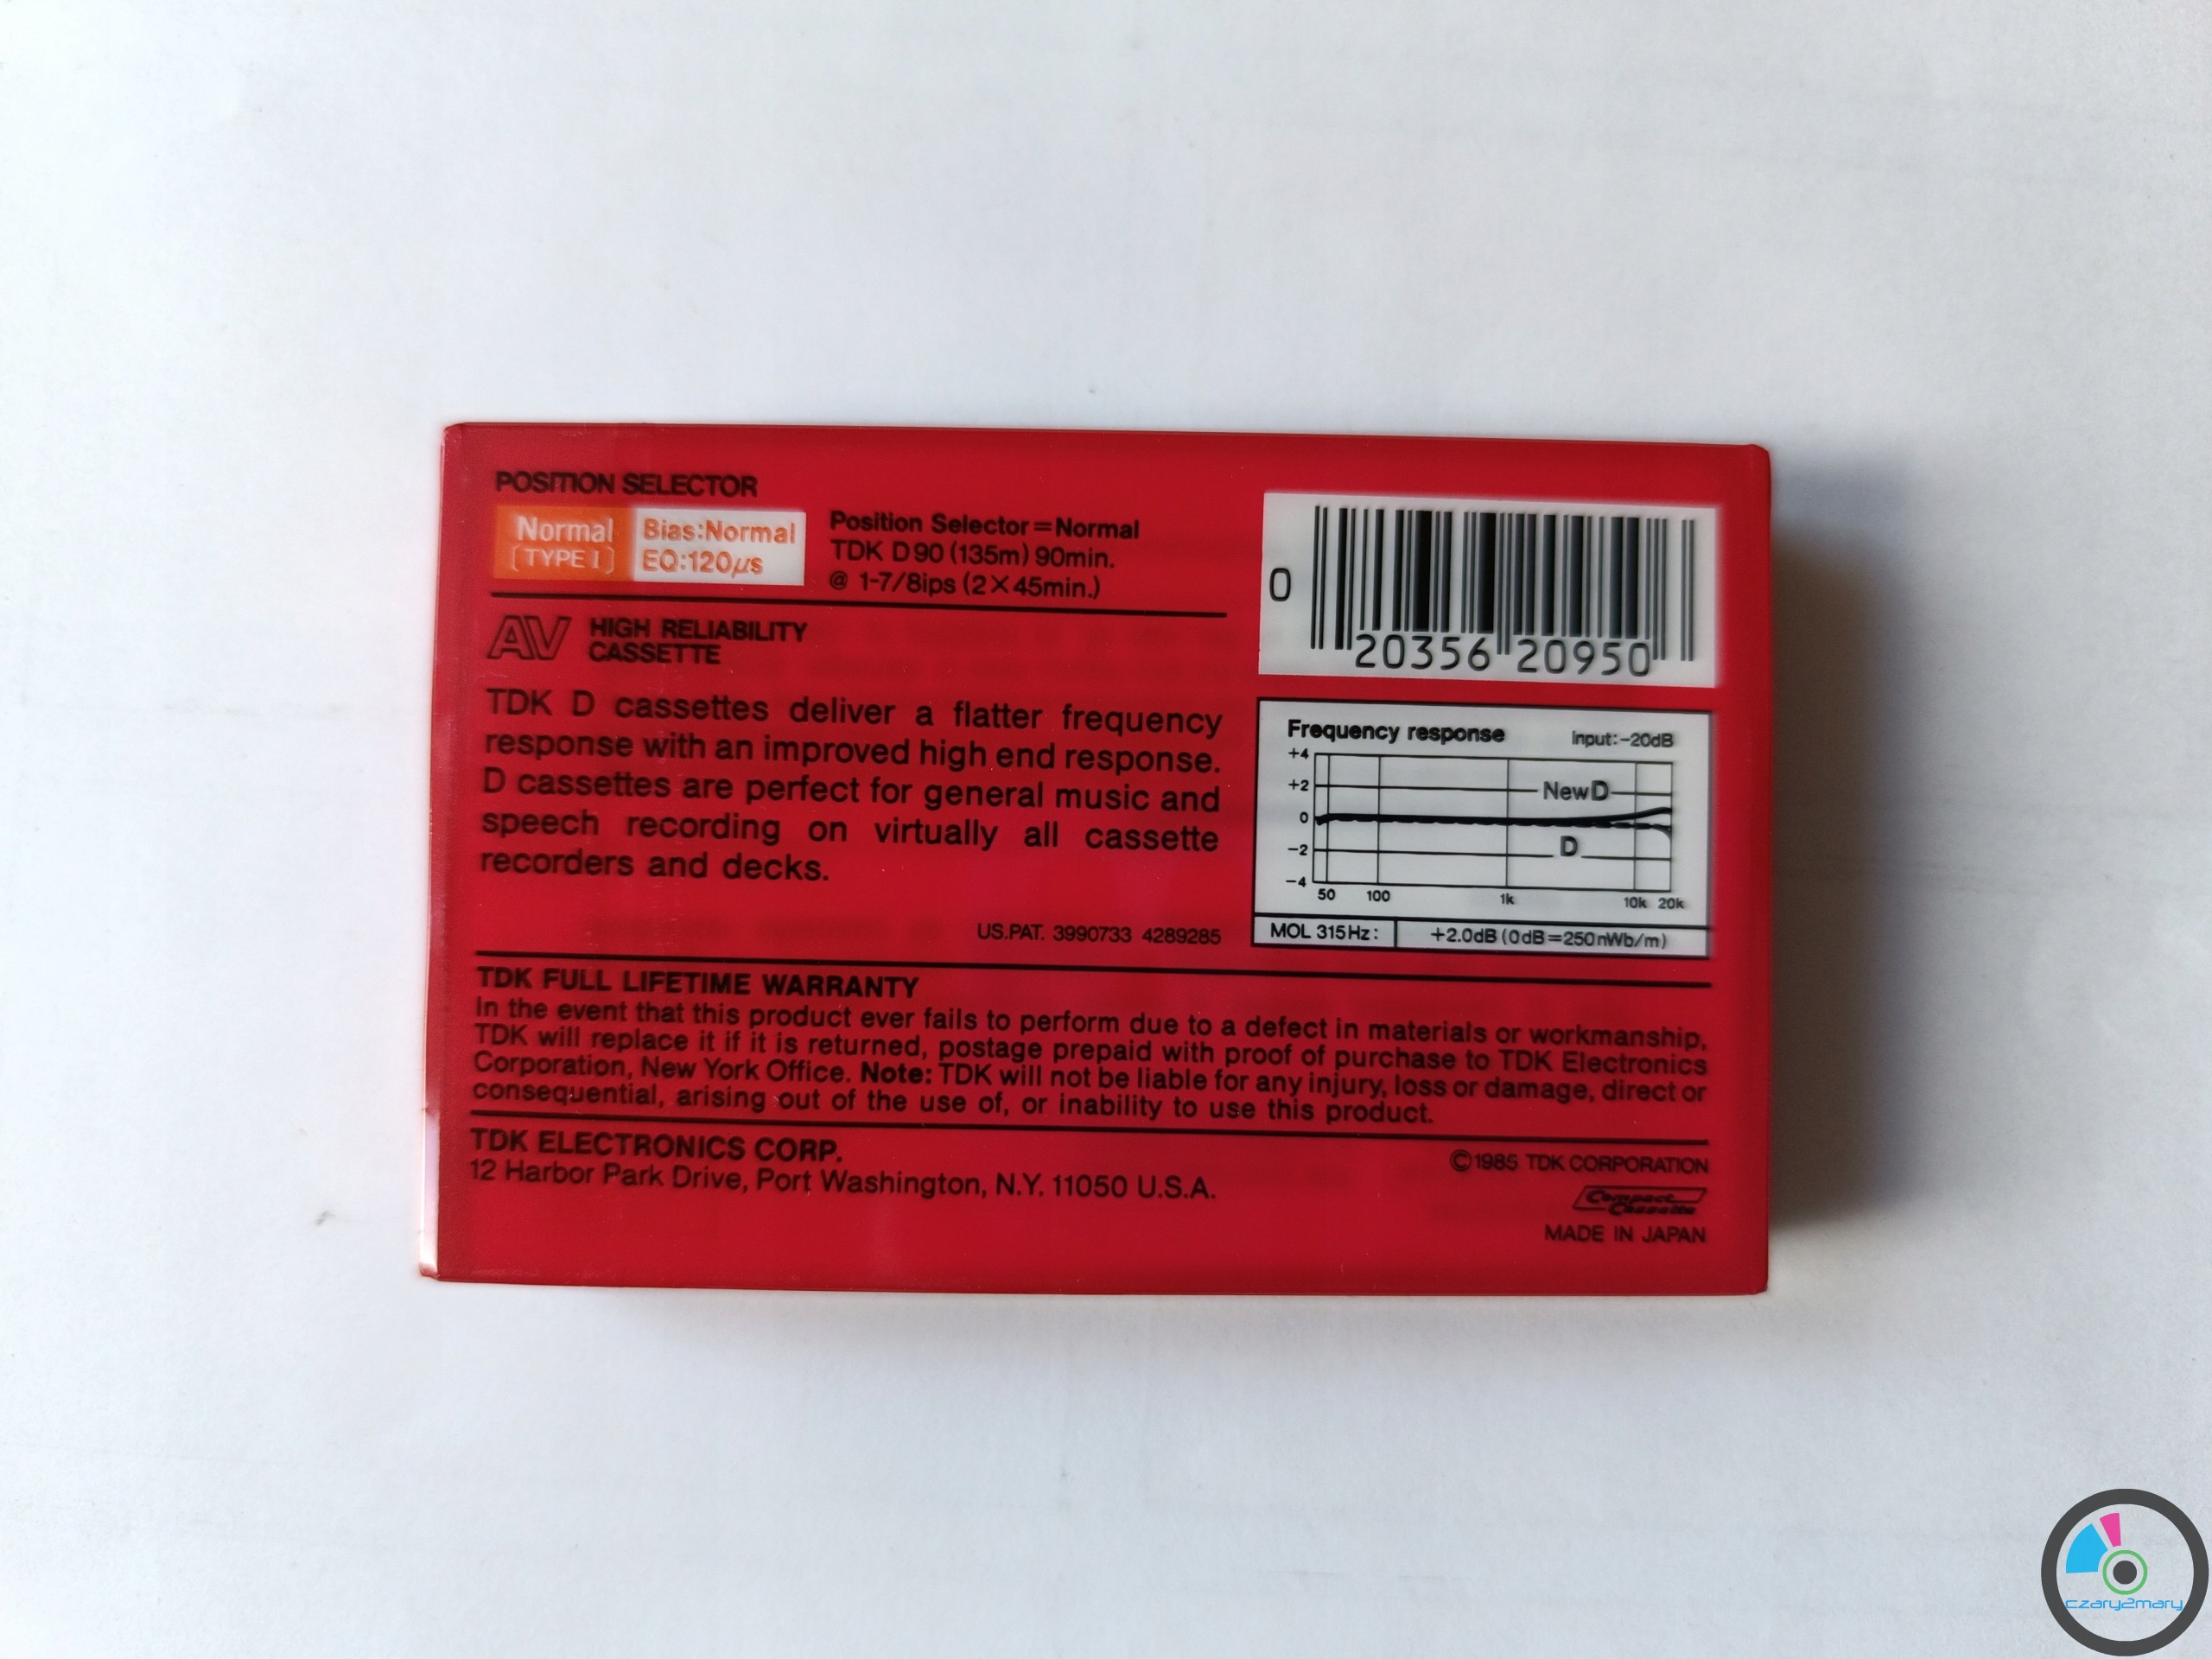 POSITION SELECTOR
Normal
[TYPE I]
Bias:Normal
EQ:120μs
Position Selector=Normal
TDK D90 (135m) 90min.
@ 1-7/8ips (2×45min.)
AV HIGH RELIABILITY
CASSETTE
TDK D cassettes deliver a flatter frequency
response with an improved high end response.
D cassettes are perfect for general music and
speech recording on virtually all cassette
recorders and decks.
US.PAT. 3990733 4289285
0 20356 20950
Frequency response Input:-20dB
+4
+2
0
-2
-4
New D
D
50 100 1k 10k 20k
MOL 315Hz: +2.0dB (0dB=250nWb/m)
TDK FULL LIFETIME WARRANTY
In the event that this product ever fails to perform due to a defect in materials or workmanship,
TDK will replace it if it is returned, postage prepaid with proof of purchase to TDK Electronics
Corporation, New York Office. Note: TDK will not be liable for any injury, loss or damage, direct or
consequential, arising out of the use of, or inability to use this product.
TDK ELECTRONICS CORP.
12 Harbor Park Drive, Port Washington, N.Y. 11050 U.S.A.
©1985 TDK CORPORATION
Compact
Cassette
MADE IN JAPAN
czary2mary